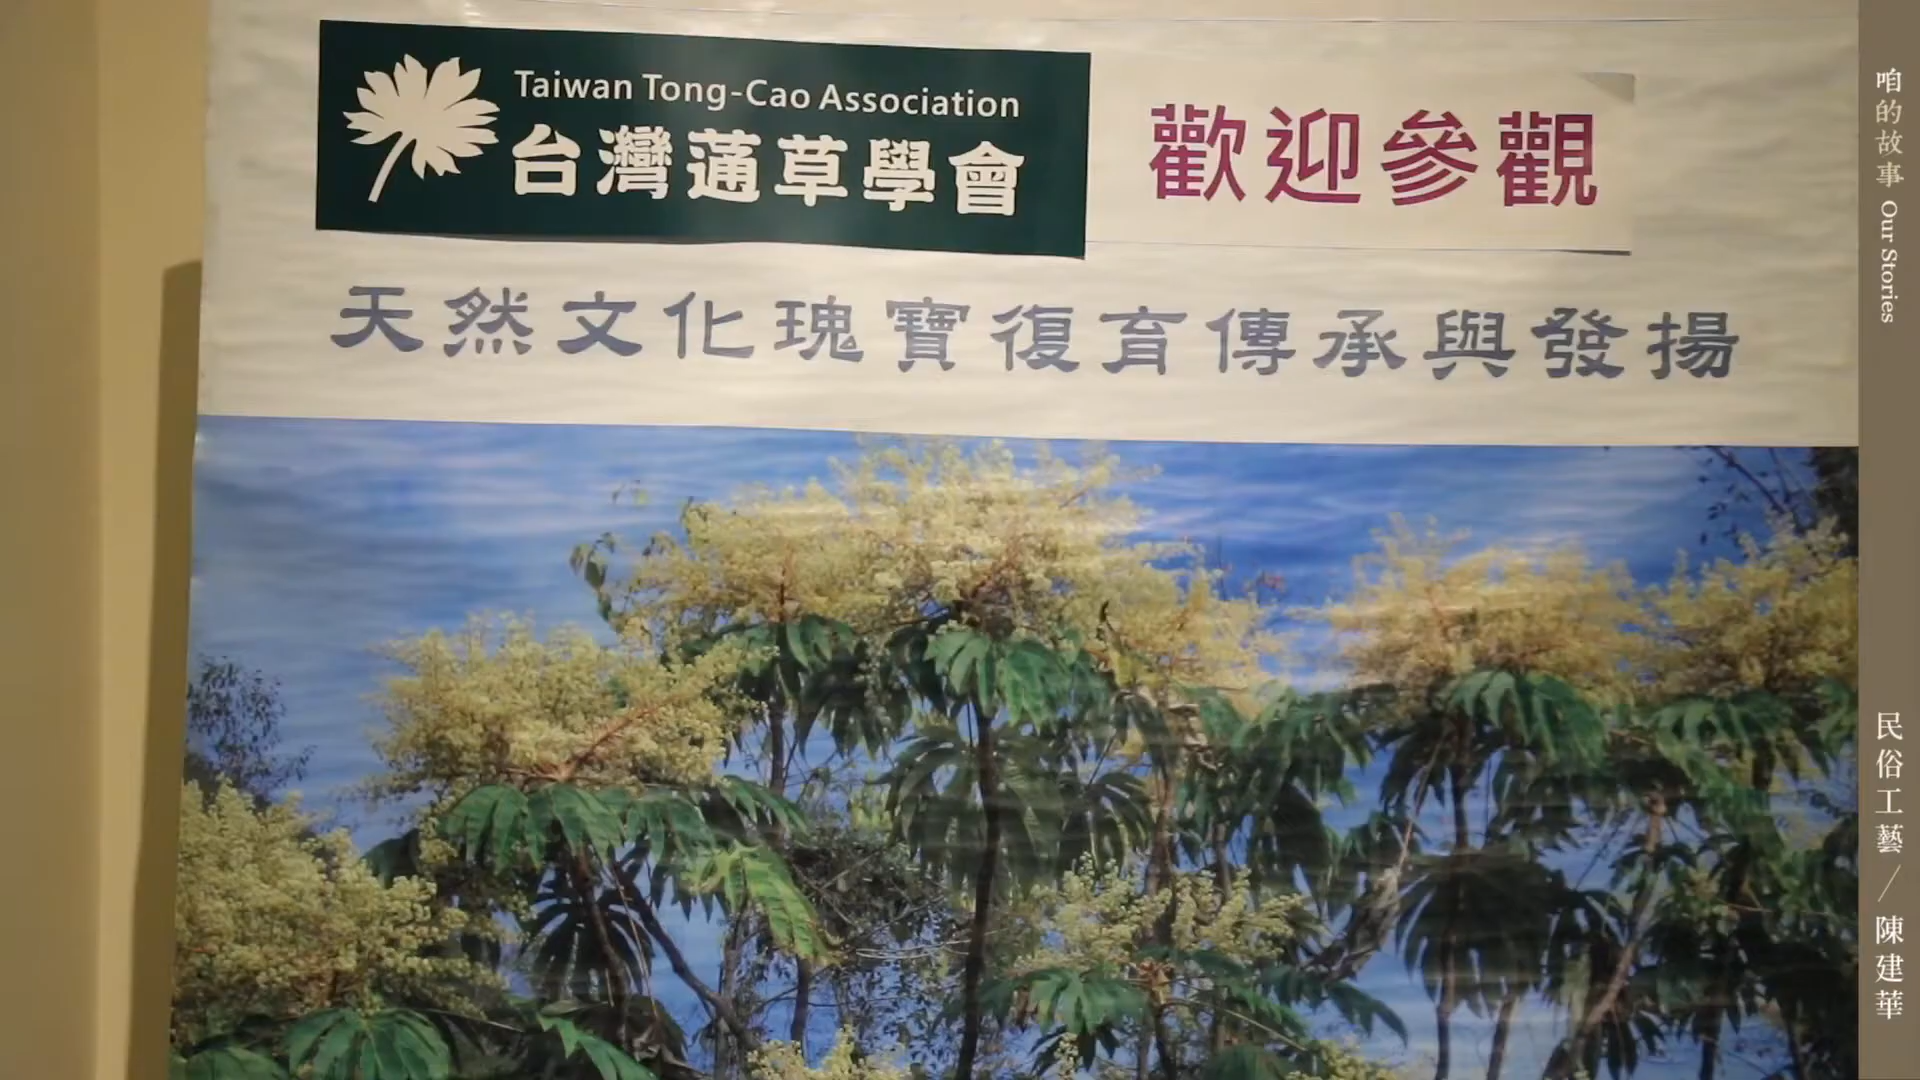 Taiwan Tong-Cao Association
台灣蓪草學會
歡迎參觀
天然文化瑰寶復育傳承與發揚
咱的故事 Our Stories
民俗工藝／陳建華